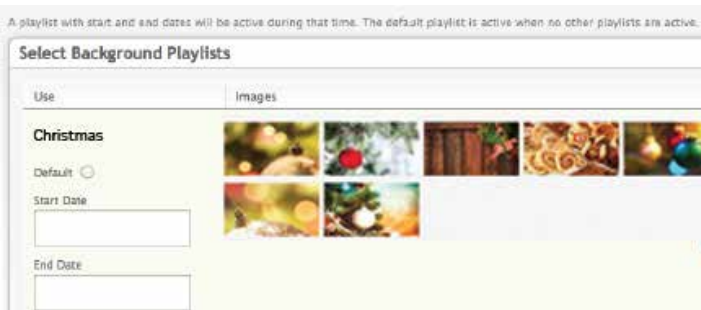 A playlist with start and end dates will be active during that time. The default playlist is active when no other playlists are active.
Select Background Playlists
Use Images
Christmas
Default
Start Date
End Date